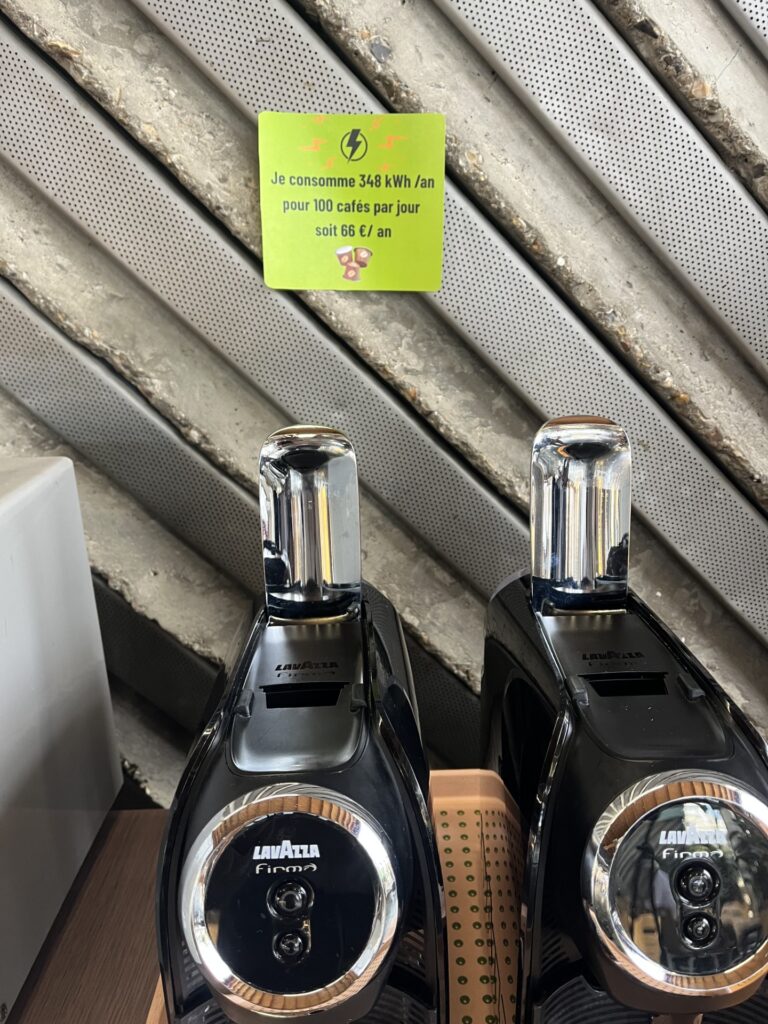 Je consomme 348 kWh /an
pour 100 cafés par jour
soit 66 €/ an
LAVAZZA
Firma
LAVAZZA
Firma
LAVAZZA
Firma
LAVAZZA
Firma